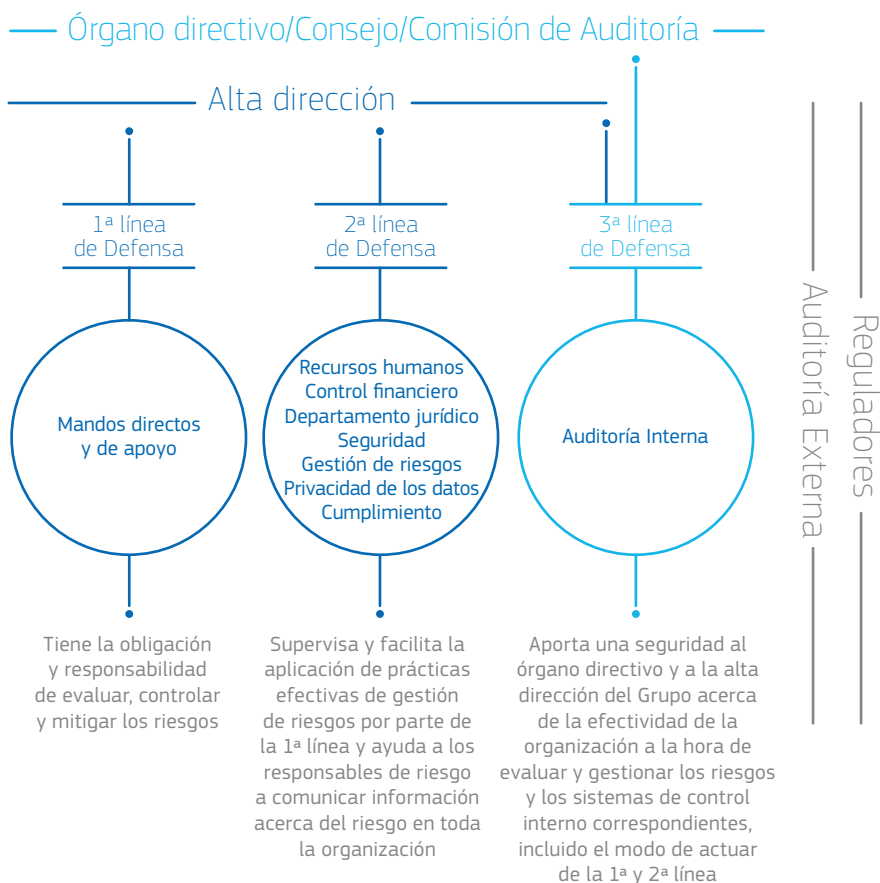 Órgano directivo/Consejo/Comisión de Auditoría
Alta dirección
1ª línea
de Defensa
Mandos directos
y de apoyo
Tiene la obligación
y responsabilidad
de evaluar, controlar
y mitigar los riesgos
2ª línea
de Defensa
Recursos humanos
Control financiero
Departamento jurídico
Seguridad
Gestión de riesgos
Privacidad de los datos
Cumplimiento
Supervisa y facilita la
aplicación de prácticas
efectivas de gestión
de riesgos por parte de
la 1ª línea y ayuda a los
responsables de riesgo
a comunicar información
acerca del riesgo en toda
la organización
3ª línea
de Defensa
Auditoría Interna
Aporta una seguridad al
órgano directivo y a la alta
dirección del Grupo acerca
de la efectividad de la
organización a la hora de
evaluar y gestionar los riesgos
y los sistemas de control
interno correspondientes,
incluido el modo de actuar
de la 1ª y 2ª línea
Auditoría Externa
Reguladores